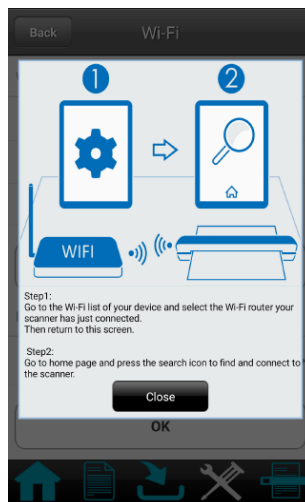 Back
Wi-Fi
1
2
WIFI
Step1:
Go to the Wi-Fi list of your device and select the Wi-Fi router your
scanner has just connected.
Then return to this screen.
Step2:
Go to home page and press the search icon to find and connect to
the scanner.
Close
OK